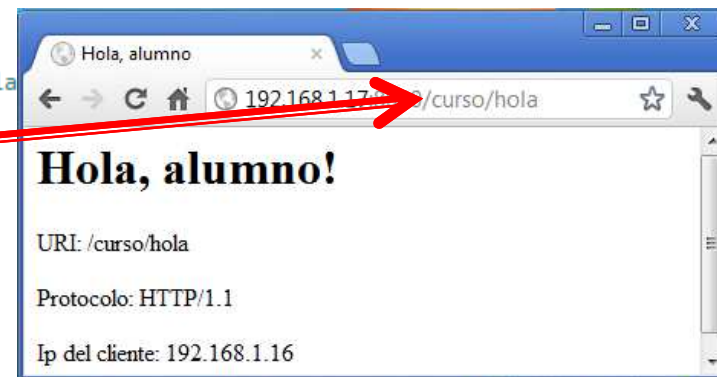 Hola, alumno
la
192.168.1.17: /curso/hola
Hola, alumno!
URI: /curso/hola
Protocolo: HTTP/1.1
Ip del cliente: 192.168.1.16